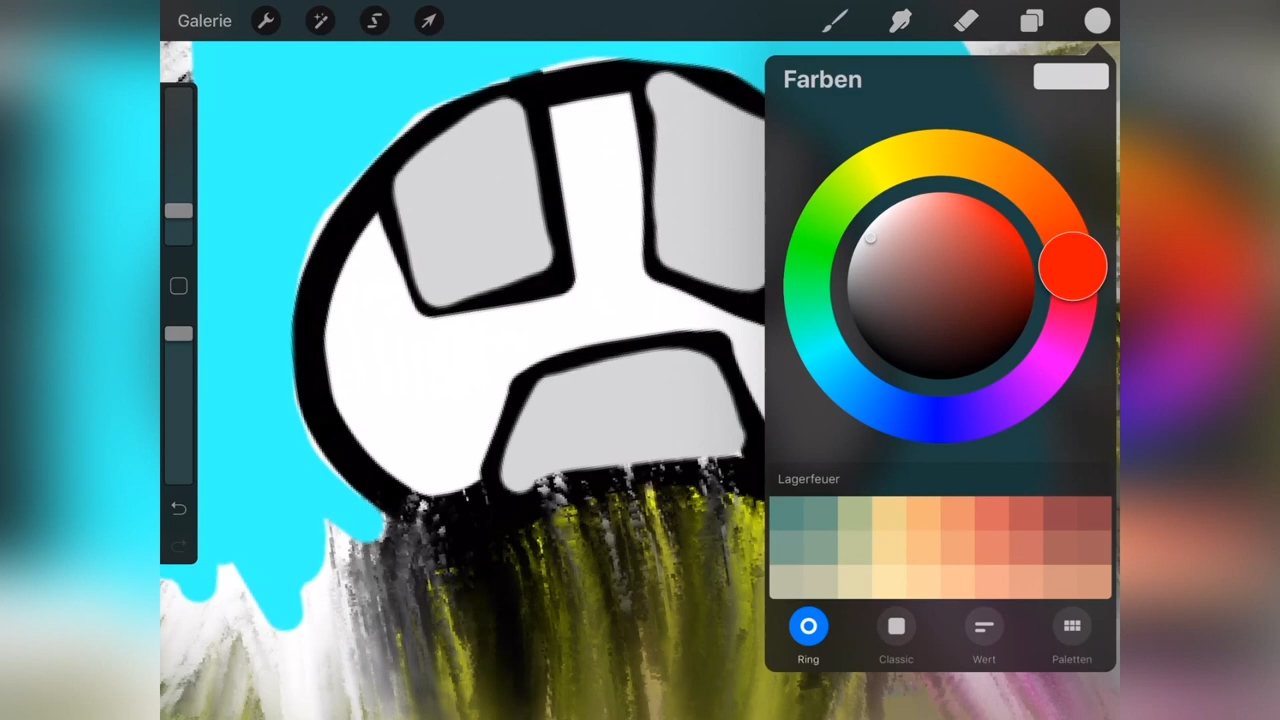 Galerie
Farben
Lagerfeuer
Ring
Classic
Wert
Paletten